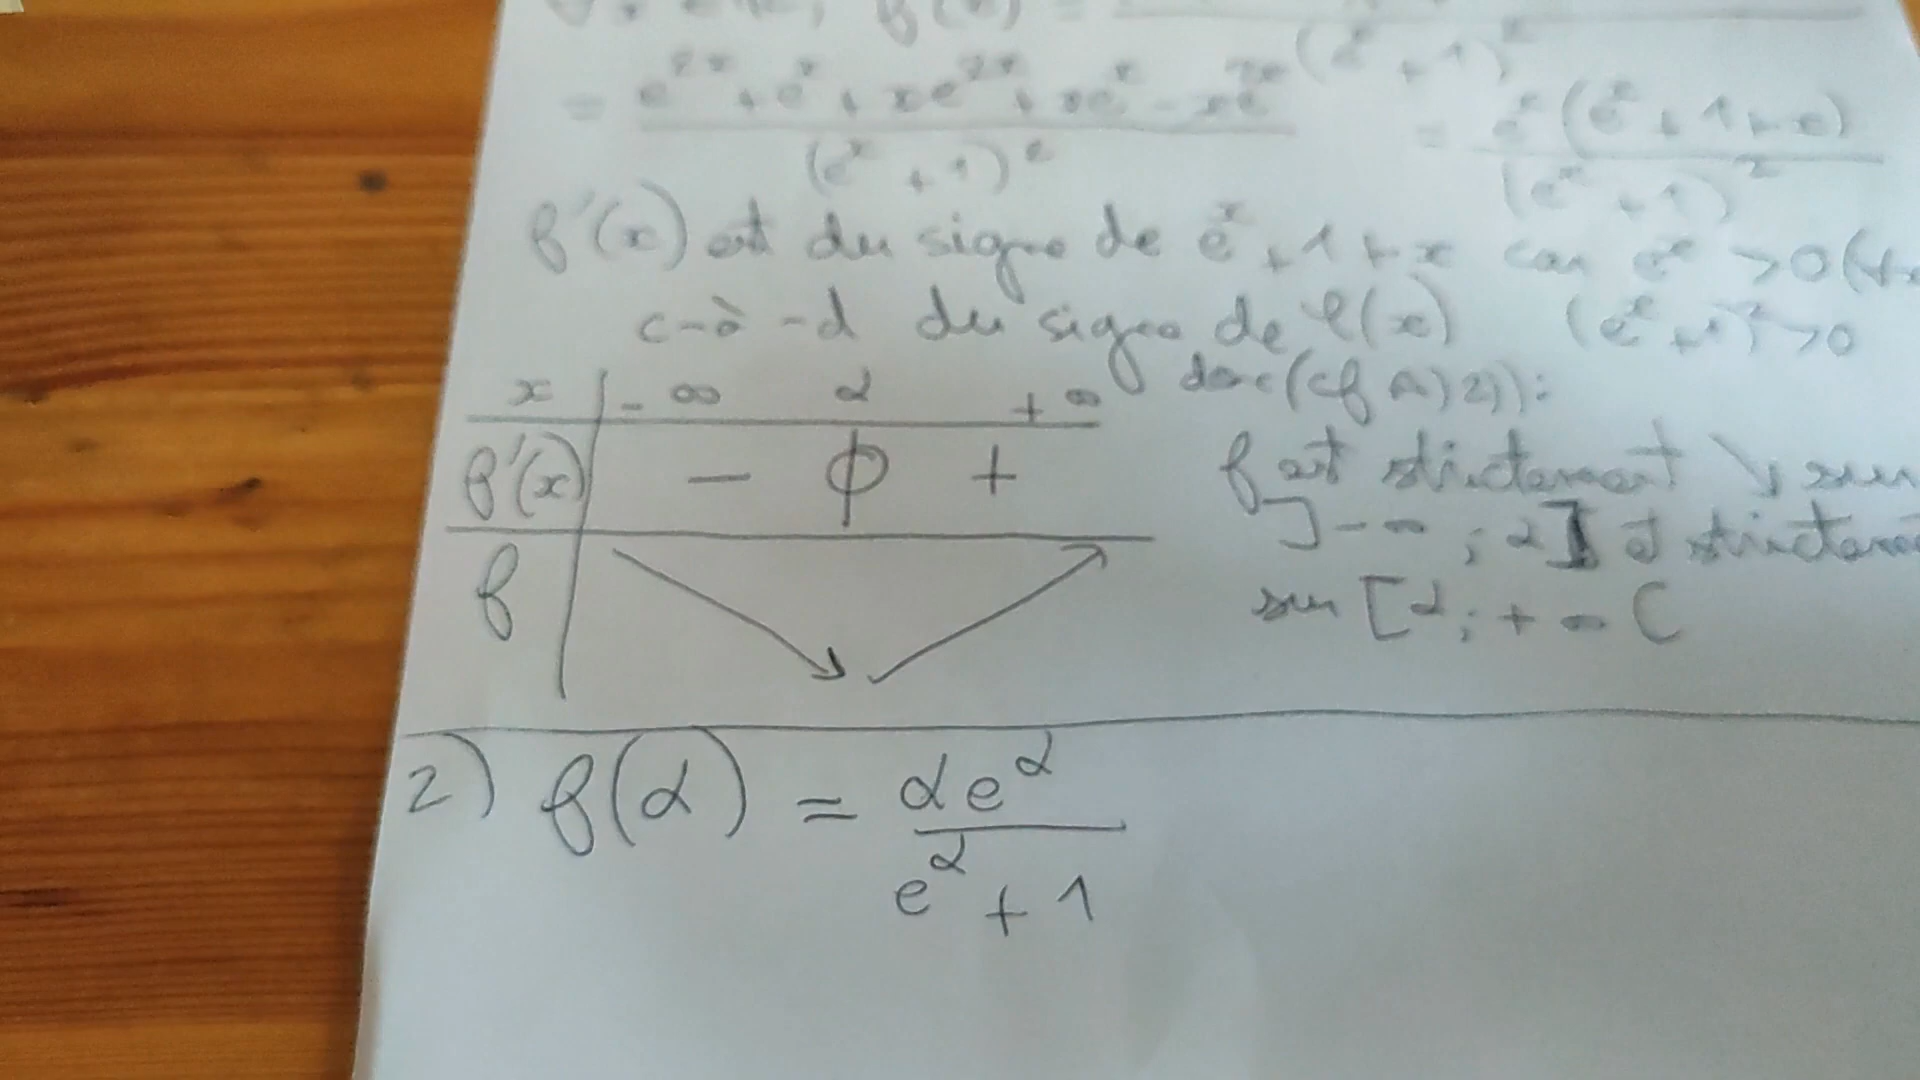 = e^2x + e^x + xe^2x + xe^x - xe^2x / (e^x + 1)^2 = e^x (e^x + 1 + x) / (e^x + 1)^2
f'(x) est du signe de e^x + 1 + x car e^x > 0
c-à-d du signe de φ(x) (e^x + 1)^2 > 0
donc (cf A) 2)) :
x -∞ α +∞
f'(x) - 0 +
f
f est strictement ↘ sur
]-∞ ; α] et
sur [α ; +∞[
2) f(α) = αe^α / e^α + 1